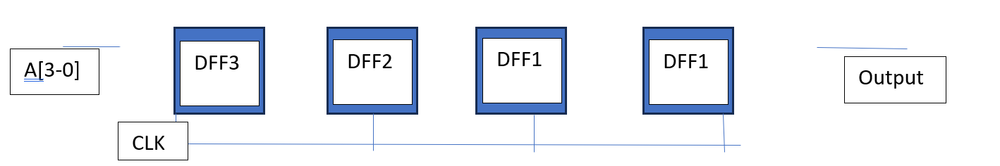 DFF3
DFF2
DFF1
DFF1
A[3-0]
Output
CLK